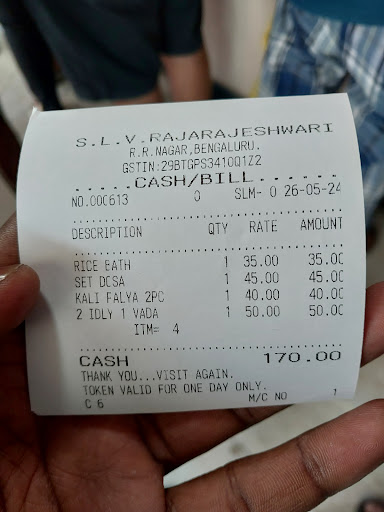 S.L.V.RAJARAJESHWARI
R.R.NAGAR,BENGALURU.
GSTIN:29BTGPS3410Q1Z2
.....CASH/BILL......
NO.000613 0 SLM- 0 26-05-24
DESCRIPTION QTY RATE AMOUNT
RICE BATH 1 35.00 35.00
SET DOSA 1 45.00 45.00
KALI PALYA 2PC 1 40.00 40.00
2 IDLY 1 VADA 1 50.00 50.00
ITM= 4
CASH 170.00
THANK YOU...VISIT AGAIN.
TOKEN VALID FOR ONE DAY ONLY.
C 6 M/C NO 1